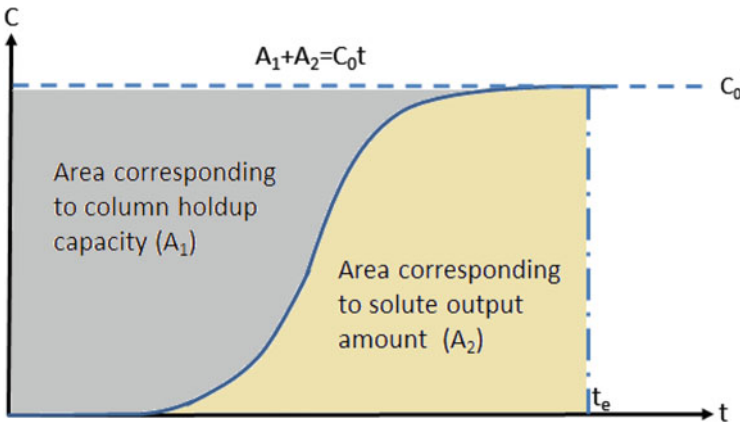 C
A₁+A₂=C₀t
C₀
Area corresponding
to column holdup
capacity (A₁)
Area corresponding
to solute output
amount (A₂)
tₑ
t